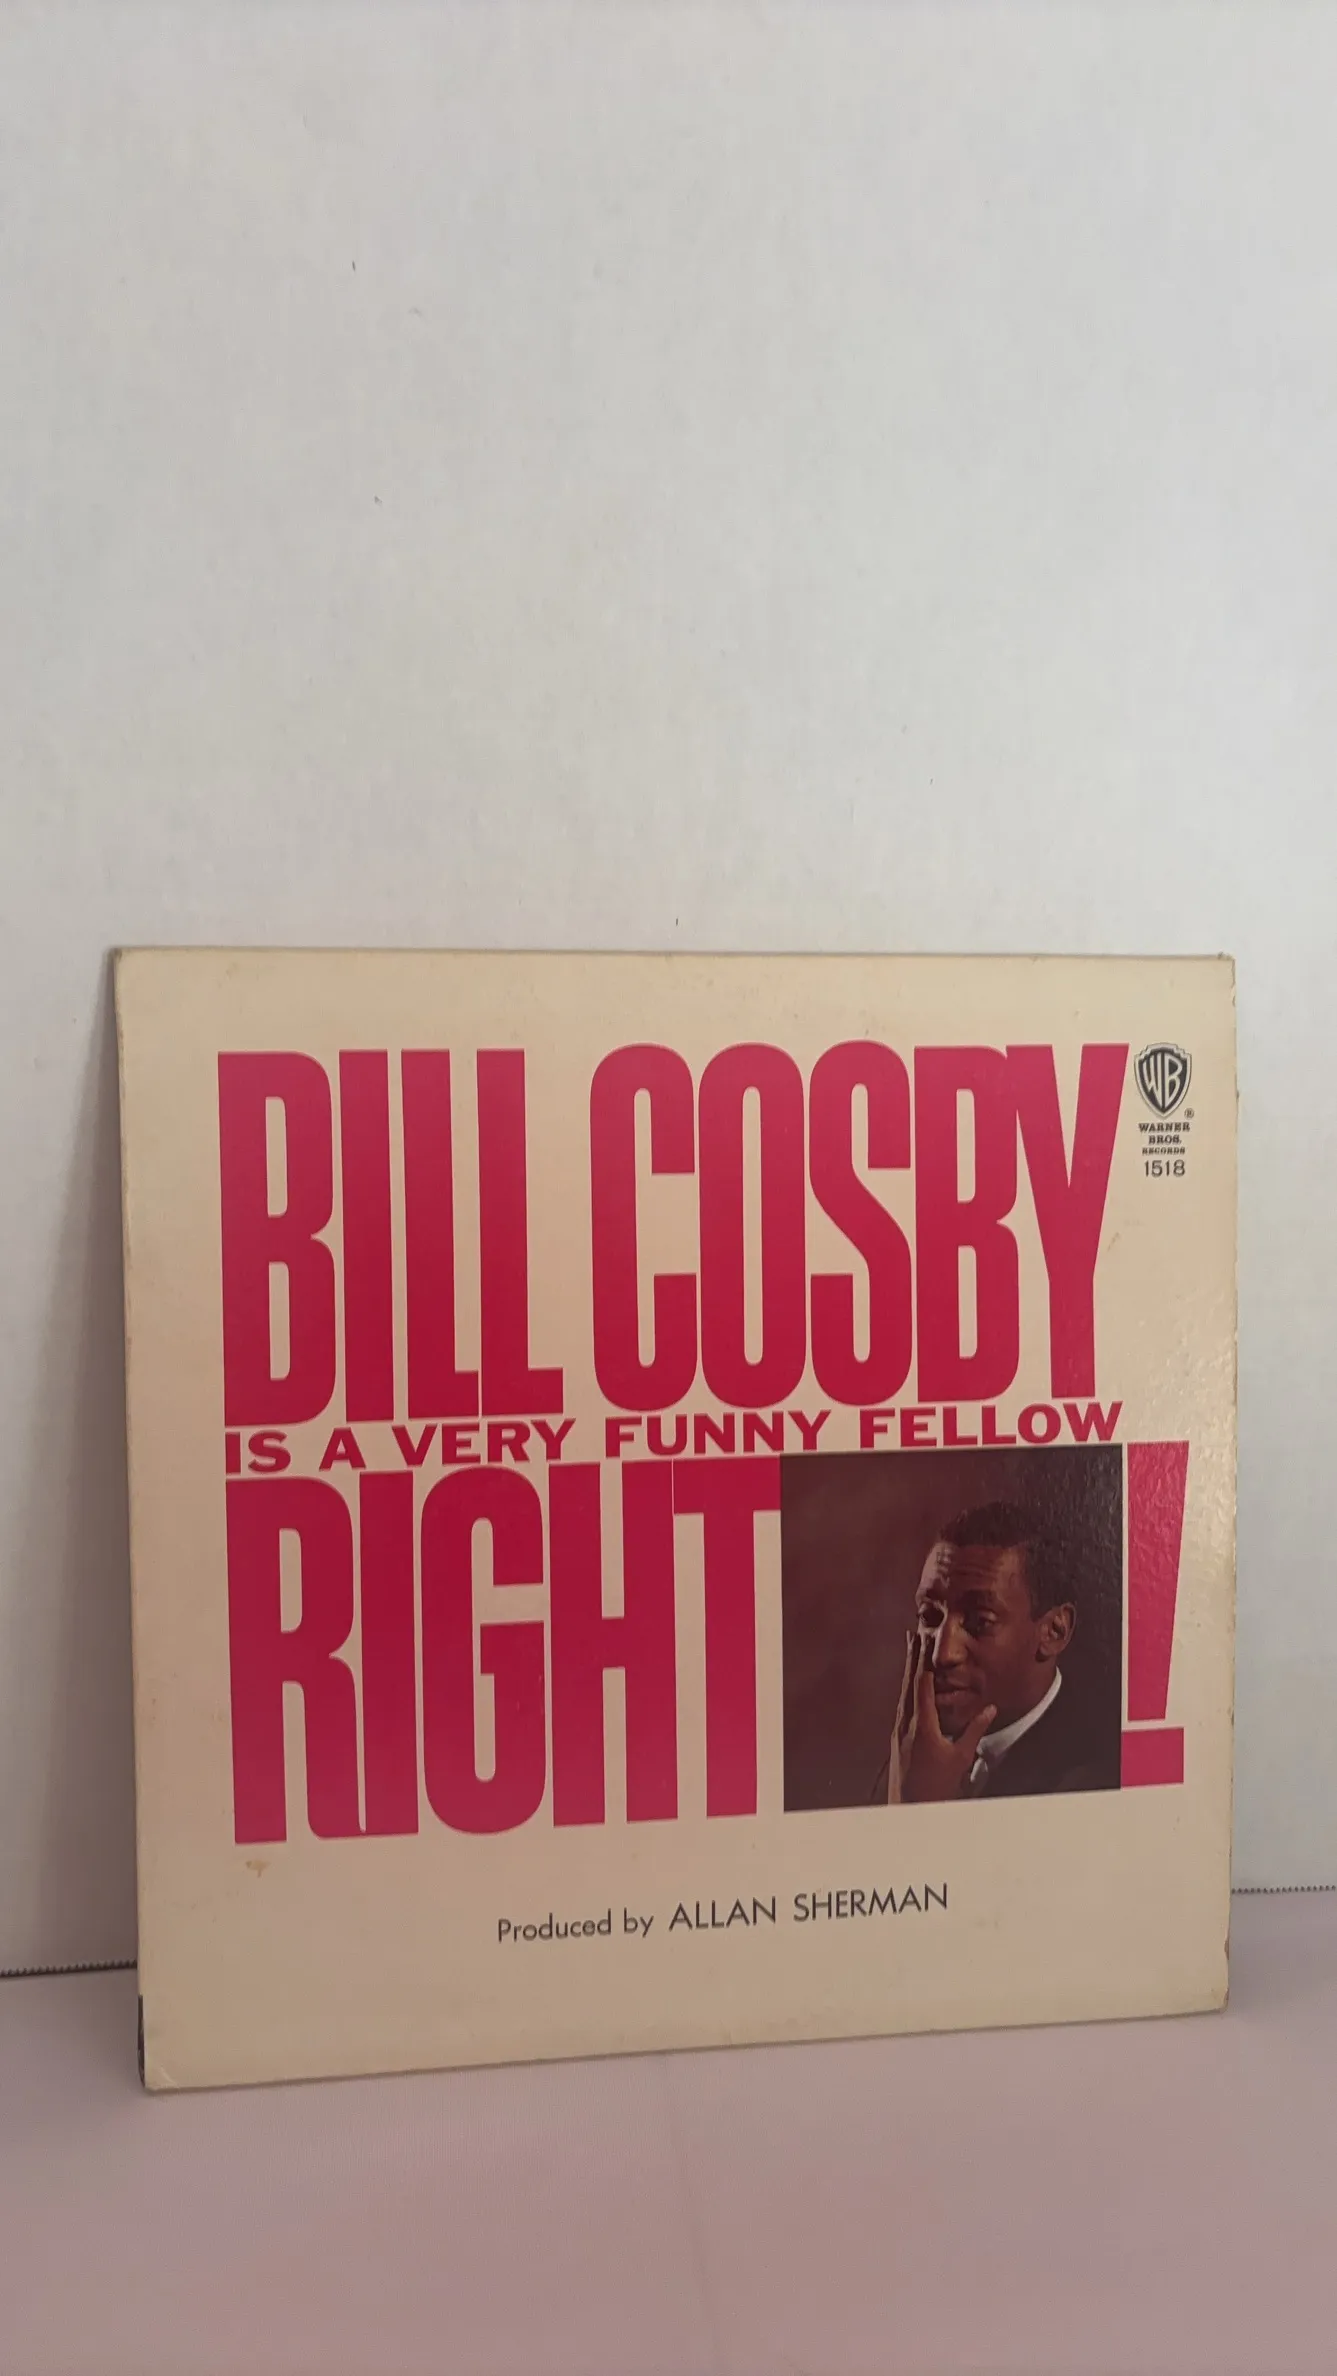 BILL COSBY
WB
®
WARNER
BROS.
RECORDS
1518
IS A VERY FUNNY FELLOW
RIGHT!
Produced by ALLAN SHERMAN